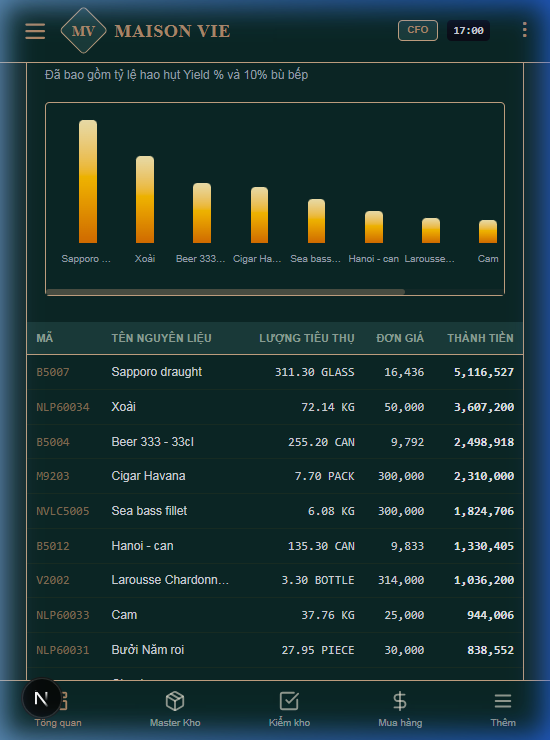 MV MAISON VIE CFO 17:00
Đã bao gồm tỷ lệ hao hụt Yield % và 10% bù bếp
Sapporo ... Xoài Beer 333... Cigar Ha... Sea bass... Hanoi - can Larousse... Cam
MÃ TÊN NGUYÊN LIỆU LƯỢNG TIÊU THỤ ĐƠN GIÁ THÀNH TIỀN
B5007 Sapporo draught 311.30 GLASS 16,436 5,116,527
NLP60034 Xoài 72.14 KG 50,000 3,607,200
B5004 Beer 333 - 33cl 255.20 CAN 9,792 2,498,918
M9203 Cigar Havana 7.70 PACK 300,000 2,310,000
NVLC5005 Sea bass fillet 6.08 KG 300,000 1,824,706
B5012 Hanoi - can 135.30 CAN 9,833 1,330,405
V2002 Larousse Chardonn... 3.30 BOTTLE 314,000 1,036,200
NLP60033 Cam 37.76 KG 25,000 944,006
NLP60031 Bưởi Năm roi 27.95 PIECE 30,000 838,552
N
Tổng quan Master Kho Kiểm kho Mua hàng Thêm